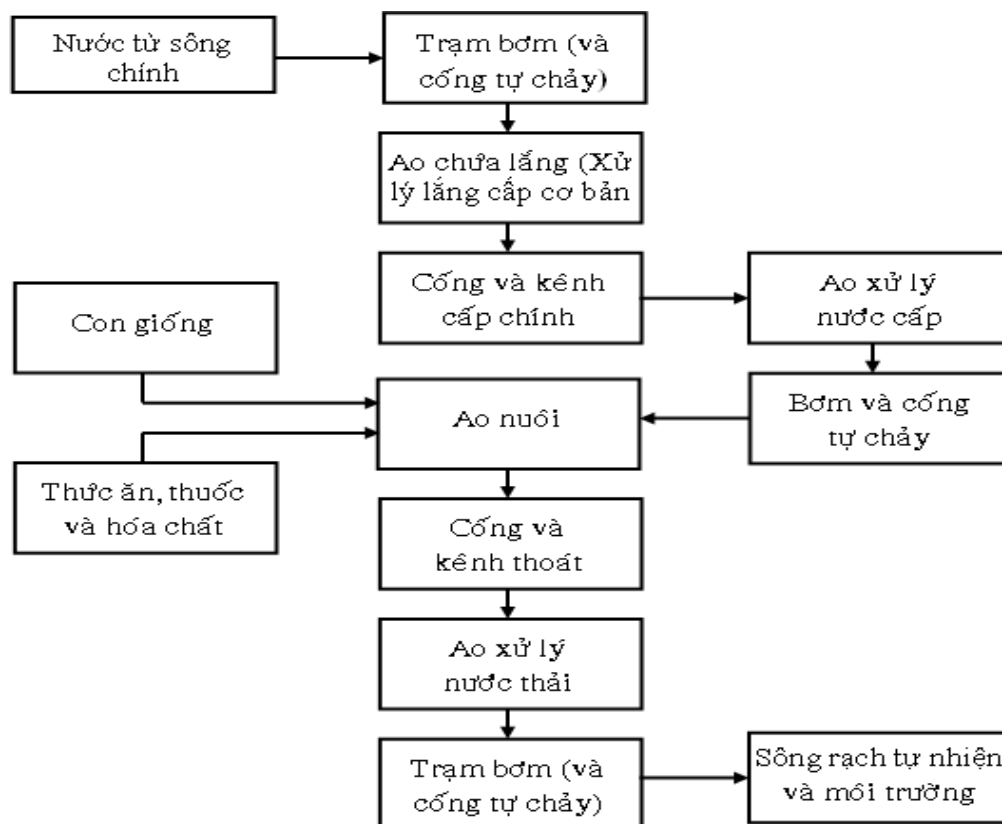 Nước từ sông
chính
Trạm bơm (và
cống tự chảy)
Ao chưa lắng (Xử
lý lắng cấp cơ bản
Cống và kênh
cấp chính
Ao xử lý
nước cấp
Con giống
Ao nuôi
Bơm và cống
tự chảy
Thức ăn, thuốc
và hóa chất
Cống và
kênh thoát
Ao xử lý
nước thải
Trạm bơm (và
cống tự chảy)
Sông rạch tự nhiện
và môi trường